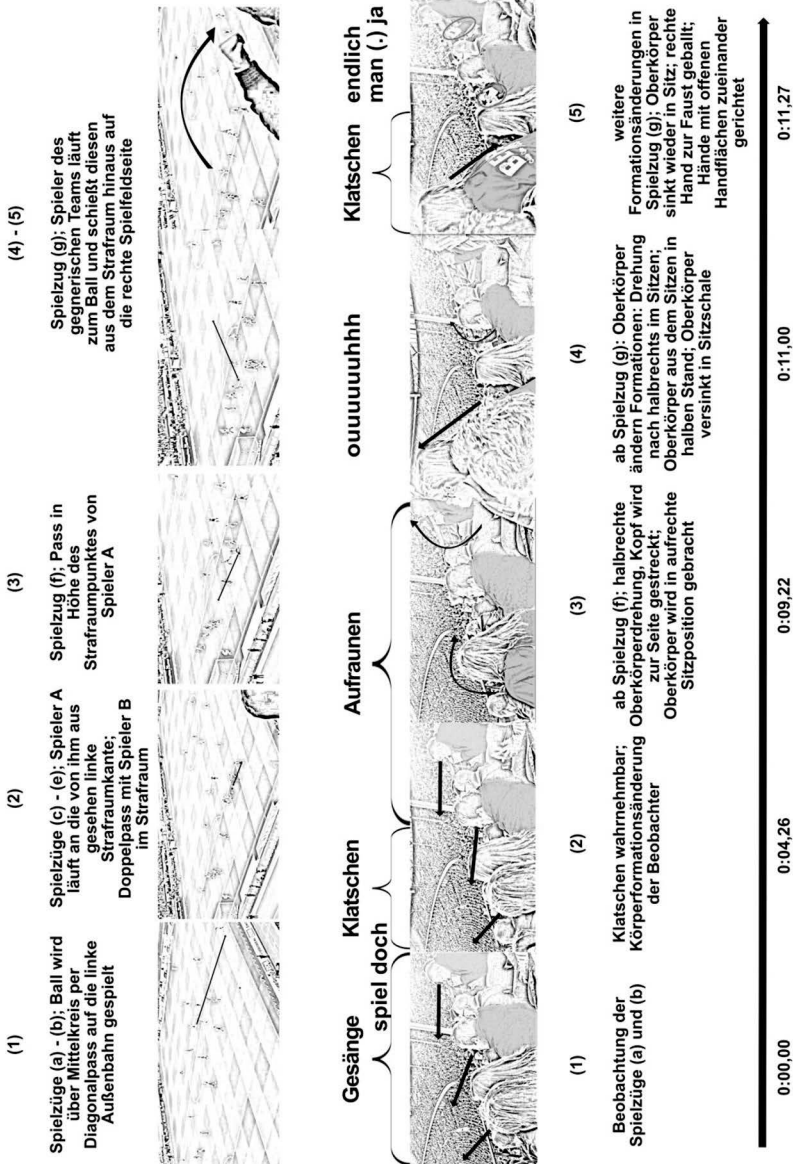 (1)
Spielzüge (a) - (b); Ball wird
über Mittelkreis per
Diagonalpass auf die linke
Außenbahn gespielt
(2)
Spielzüge (c) - (e); Spieler A
läuft an die von ihm aus
gesehen linke
Strafraumkante;
Doppelpass mit Spieler B
im Strafraum
(3)
Spielzug (f); Pass in
Höhe des
Strafraumpunktes von
Spieler A
(4) - (5)
Spielzug (g); Spieler des
gegnerischen Teams läuft
zum Ball und schießt diesen
aus dem Strafraum hinaus auf
die rechte Spielfeldseite
Gesänge
spiel doch
Klatschen
Aufraunen
ouuuuuuhhh
Klatschen
endlich
man (.) ja
(1)
Beobachtung der
Spielzüge (a) und (b)
(2)
Klatschen wahrnehmbar;
Körperformationsänderung
der Beobachter
(3)
ab Spielzug (f); halbrechte
Oberkörperdrehung, Kopf wird
zur Seite gestreckt;
Oberkörper wird in aufrechte
Sitzposition gebracht
(4)
ab Spielzug (g): Oberkörper
ändern Formationen: Drehung
nach halbrechts im Sitzen;
Oberkörper aus dem Sitzen in
halben Stand; Oberkörper
versinkt in Sitzschale
(5)
weitere
Formationsänderungen in
Spielzug (g); Oberkörper
sinkt wieder in Sitz; rechte
Hand zur Faust geballt;
Hände mit offenen
Handflächen zueinander
gerichtet
0:00,00
0:04,26
0:09,22
0:11,00
0:11,27